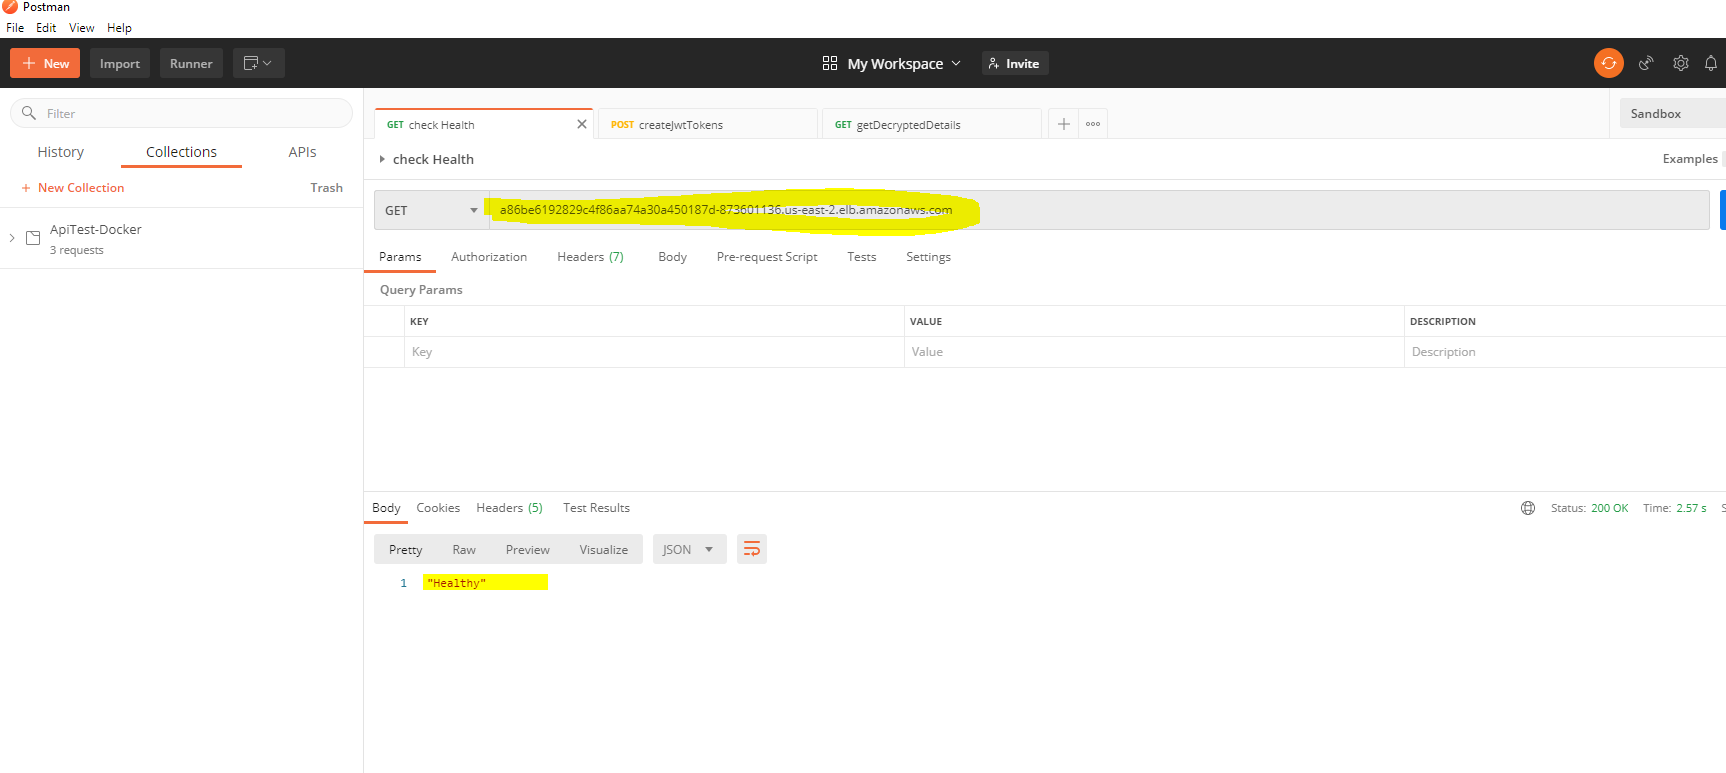 Postman
File Edit View Help
New Import Runner My Workspace Invite
Filter
History Collections APIs
+ New Collection Trash
ApiTest-Docker
3 requests
GET check Health POST createJwtTokens GET getDecryptedDetails Sandbox
check Health Examples
GET a86be6192829c4f86aa74a30a450187d-873601136.us-east-2.elb.amazonaws.com
Params Authorization Headers (7) Body Pre-request Script Tests Settings
Query Params
KEY VALUE DESCRIPTION
Key Value Description
Body Cookies Headers (5) Test Results Status: 200 OK Time: 2.57 s
Pretty Raw Preview Visualize JSON
1 "Healthy"